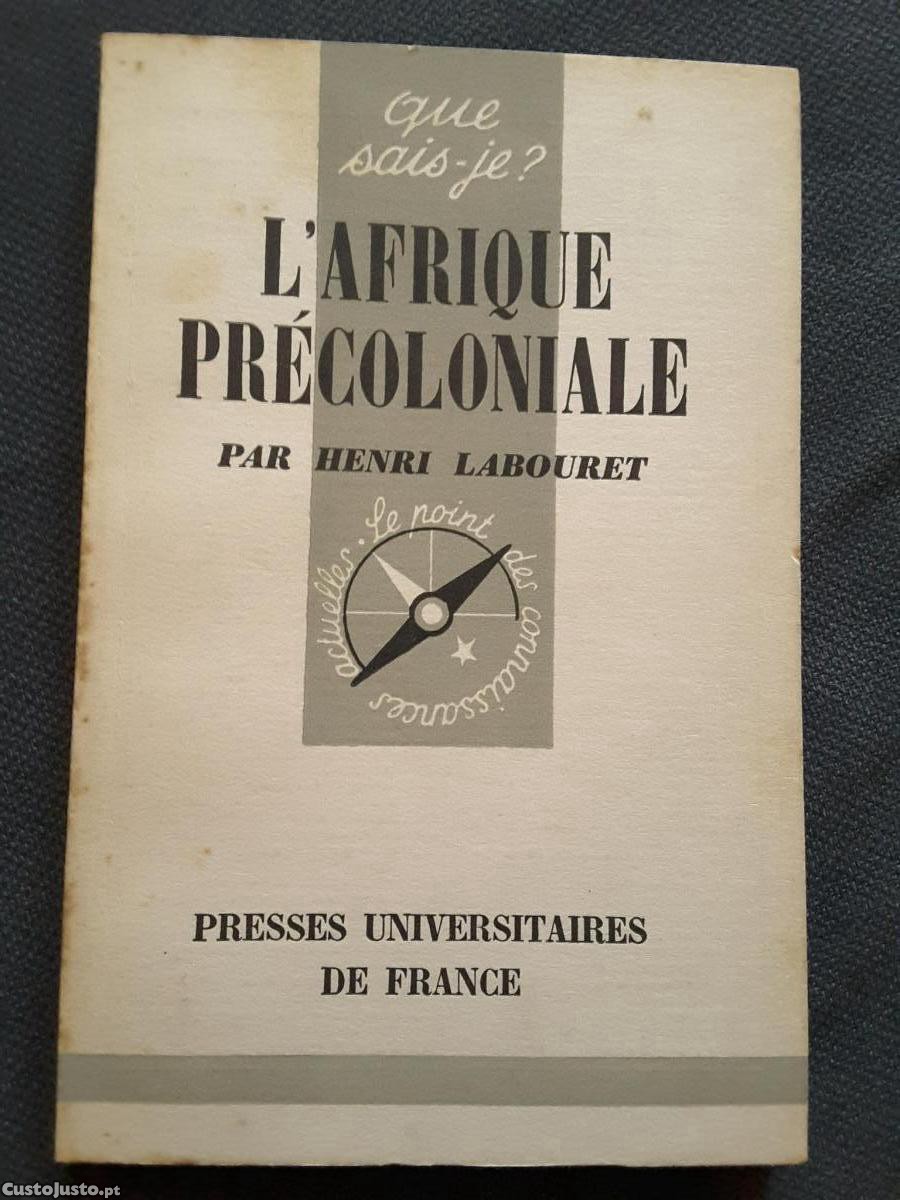 que
sais-je?
L'AFRIQUE
PRÉCOLONIALE
PAR HENRI LABOURET
Le point des connaissances actuelles.
PRESSES UNIVERSITAIRES
DE FRANCE
CustoJusto.pt